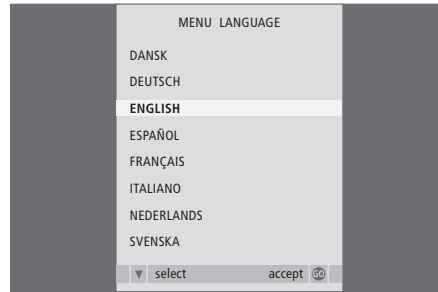 MENU LANGUAGE
DANSK
DEUTSCH
ENGLISH
ESPAÑOL
FRANÇAIS
ITALIANO
NEDERLANDS
SVENSKA
▼ select accept GO